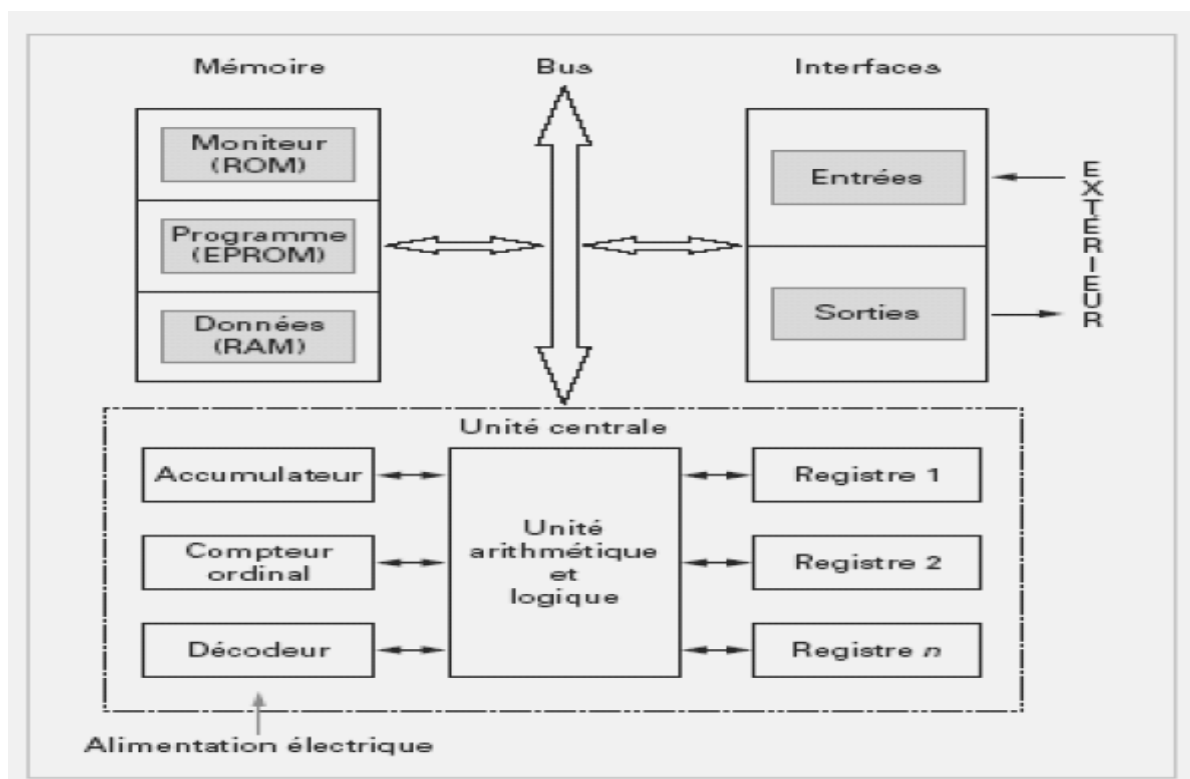 Mémoire
Bus
Interfaces
Moniteur
(ROM)
Programme
(EPROM)
Données
(RAM)
Entrées
Sorties
EXTERIEUR
Unité centrale
Accumulateur
Compteur
ordinal
Décodeur
Unité
arithmétique
et
logique
Registre 1
Registre 2
Registre n
Alimentation électrique